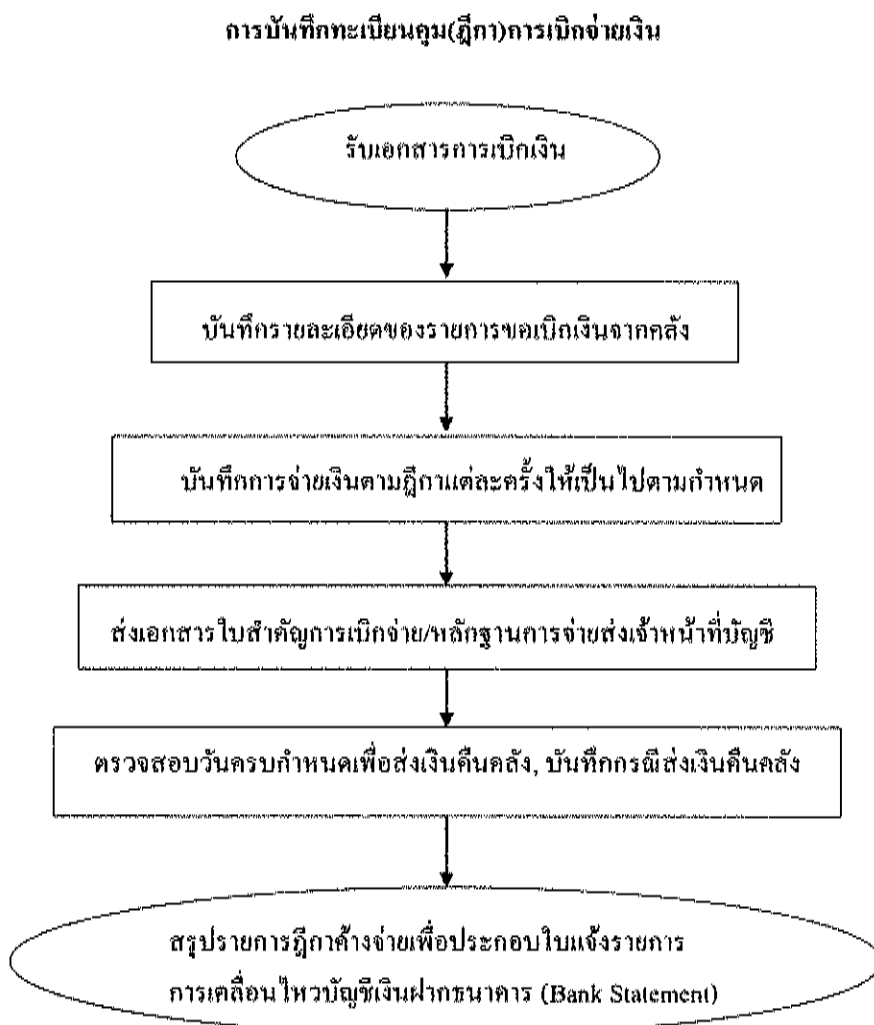 การบันทึกทะเบียนคุม(ฎีกา)การเบิกจ่ายเงิน
รับเอกสารการเบิกเงิน
บันทึกรายละเอียดของรายการขอเบิกเงินจากคลัง
บันทึกการจ่ายเงินตามฎีกาแต่ละครั้งให้เป็นไปตามกำหนด
ส่งเอกสารใบสำคัญการเบิกจ่าย/หลักฐานการจ่ายส่งเจ้าหน้าที่บัญชี
ตรวจสอบวันครบกำหนดเพื่อส่งเงินคืนคลัง, บันทึกกรณีส่งเงินคืนคลัง
สรุปรายการฎีกาค้างจ่ายเพื่อประกอบใบแจ้งรายการ
การเคลื่อนไหวบัญชีเงินฝากธนาคาร (Bank Statement)